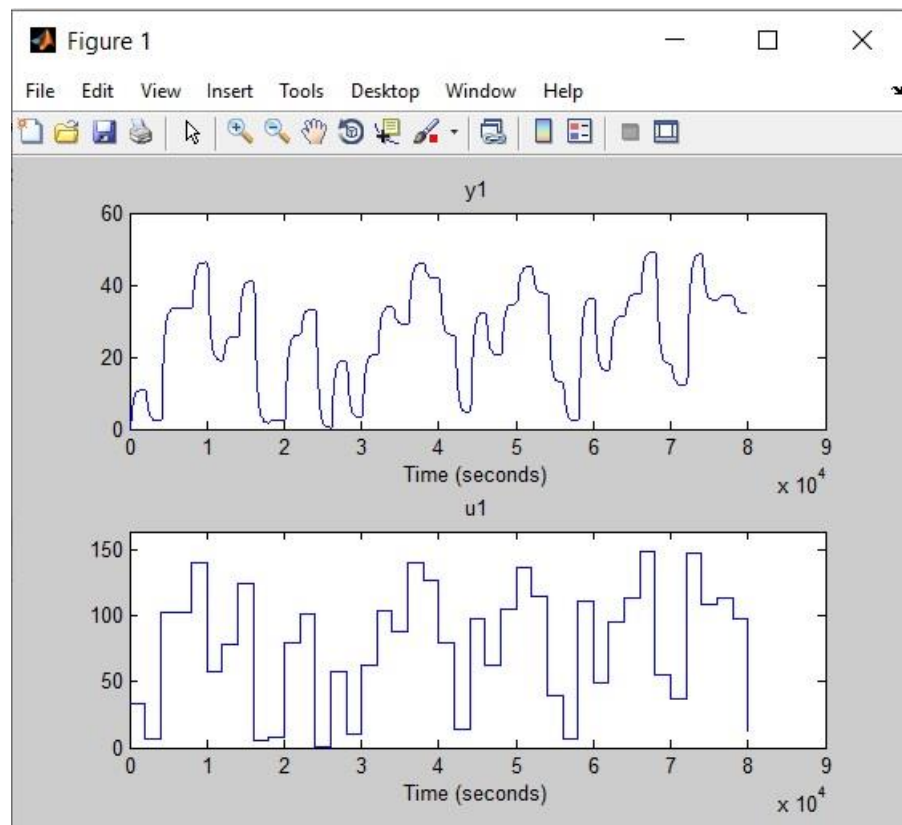 Figure 1
File Edit View Insert Tools Desktop Window Help
y1
60
40
20
0
0 1 2 3 4 5 6 7 8 9
Time (seconds)
x 10^4
u1
150
100
50
0
0 1 2 3 4 5 6 7 8 9
Time (seconds)
x 10^4